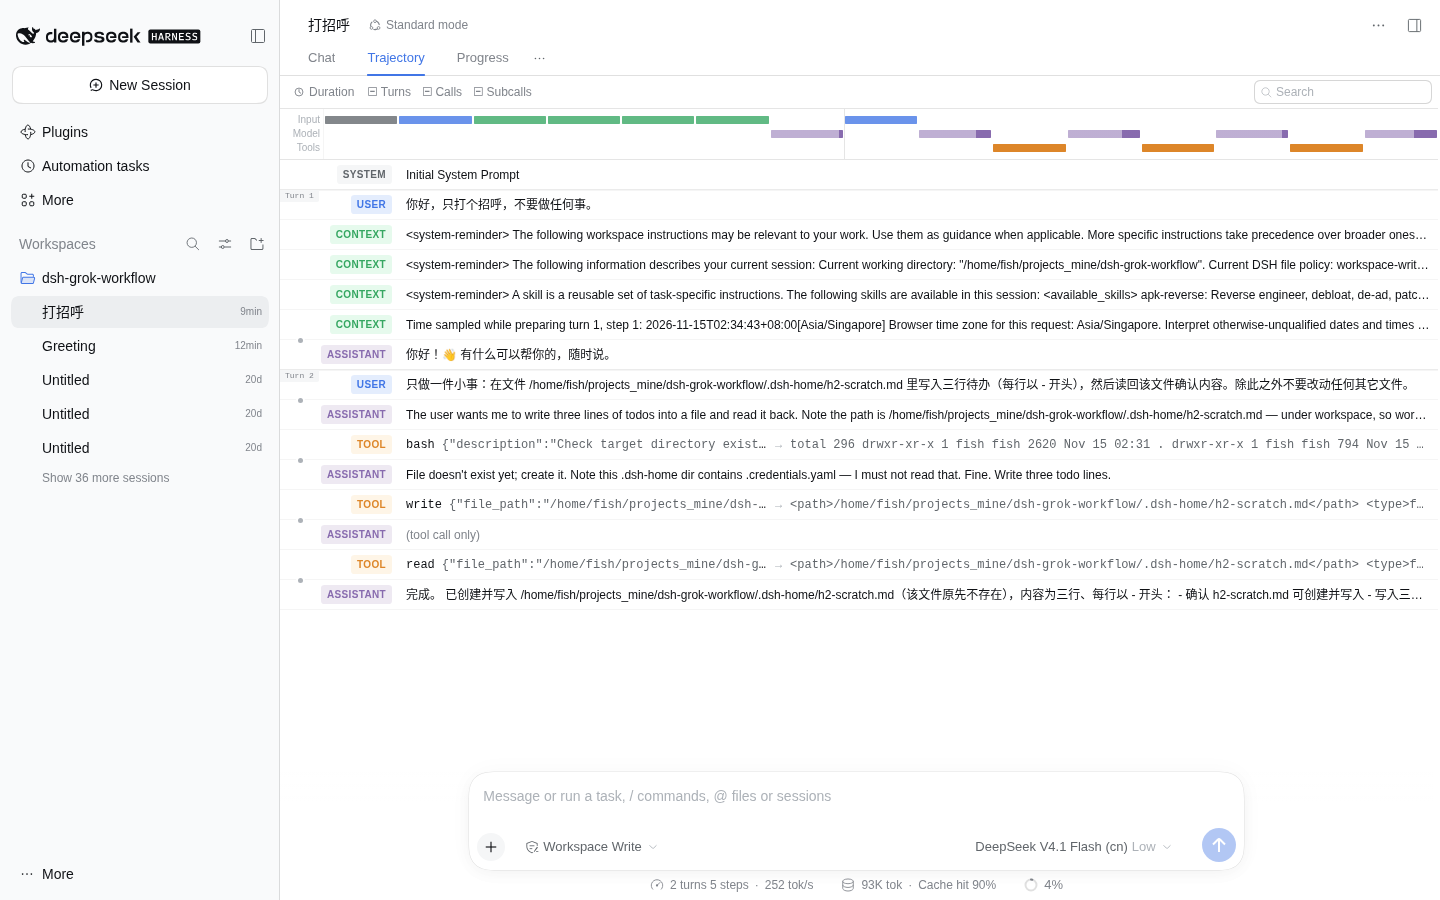 deepseek HARNESS
New Session
Plugins
Automation tasks
More
Workspaces
dsh-grok-workflow
打招呼 9min
Greeting 12min
Untitled 20d
Untitled 20d
Untitled 20d
Show 36 more sessions
More
打招呼 Standard mode
Chat Trajectory Progress
Duration Turns Calls Subcalls Search
Input
Model
Tools
SYSTEM Initial System Prompt
Turn 1
USER 你好，只打个招呼，不要做任何事。
CONTEXT <system-reminder> The following workspace instructions may be relevant to your work. Use them as guidance when applicable. More specific instructions take precedence over broader ones…
CONTEXT <system-reminder> The following information describes your current session: Current working directory: "/home/fish/projects_mine/dsh-grok-workflow". Current DSH file policy: workspace-writ…
CONTEXT <system-reminder> A skill is a reusable set of task-specific instructions. The following skills are available in this session: <available_skills> apk-reverse: Reverse engineer, debloat, de-ad, patc…
CONTEXT Time sampled while preparing turn 1, step 1: 2026-11-15T02:34:43+08:00[Asia/Singapore] Browser time zone for this request: Asia/Singapore. Interpret otherwise-unqualified dates and times …
ASSISTANT 你好！👋 有什么可以帮你的，随时说。
Turn 2
USER 只做一件小事：在文件 /home/fish/projects_mine/dsh-grok-workflow/.dsh-home/h2-scratch.md 里写入三行待办（每行以 - 开头），然后读回该文件确认内容。除此之外不要改动任何其它文件。
ASSISTANT The user wants me to write three lines of todos into a file and read it back. Note the path is /home/fish/projects_mine/dsh-grok-workflow/.dsh-home/h2-scratch.md — under workspace, so wor…
TOOL bash {"description":"Check target directory exist… → total 296 drwxr-xr-x 1 fish fish 2620 Nov 15 02:31 . drwxr-xr-x 1 fish fish 794 Nov 15 …
ASSISTANT File doesn't exist yet; create it. Note this .dsh-home dir contains .credentials.yaml — I must not read that. Fine. Write three todo lines.
TOOL write {"file_path":"/home/fish/projects_mine/dsh-… → <path>/home/fish/projects_mine/dsh-grok-workflow/.dsh-home/h2-scratch.md</path> <type>f…
ASSISTANT (tool call only)
TOOL read {"file_path":"/home/fish/projects_mine/dsh-g… → <path>/home/fish/projects_mine/dsh-grok-workflow/.dsh-home/h2-scratch.md</path> <type>f…
ASSISTANT 完成。 已创建并写入 /home/fish/projects_mine/dsh-grok-workflow/.dsh-home/h2-scratch.md（该文件原先不存在），内容为三行、每行以 - 开头： - 确认 h2-scratch.md 可创建并写入 - 写入三…
Message or run a task, / commands, @ files or sessions
Workspace Write DeepSeek V4.1 Flash (cn) Low
2 turns 5 steps · 252 tok/s 93K tok · Cache hit 90% 4%